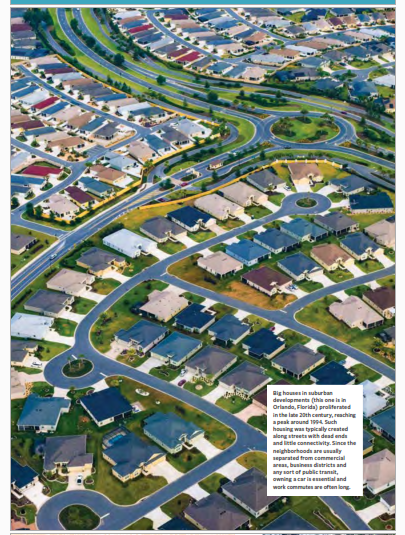 Big houses in suburban
developments (this one is in
Orlando, Florida) proliferated
in the late 20th century, reaching
a peak around 1994. Such
housing was typically created
along streets with dead ends
and little connectivity. Since the
neighborhoods are usually
separated from commercial
areas, business districts and
any sort of public transit,
owning a car is essential and
work commutes are often long.